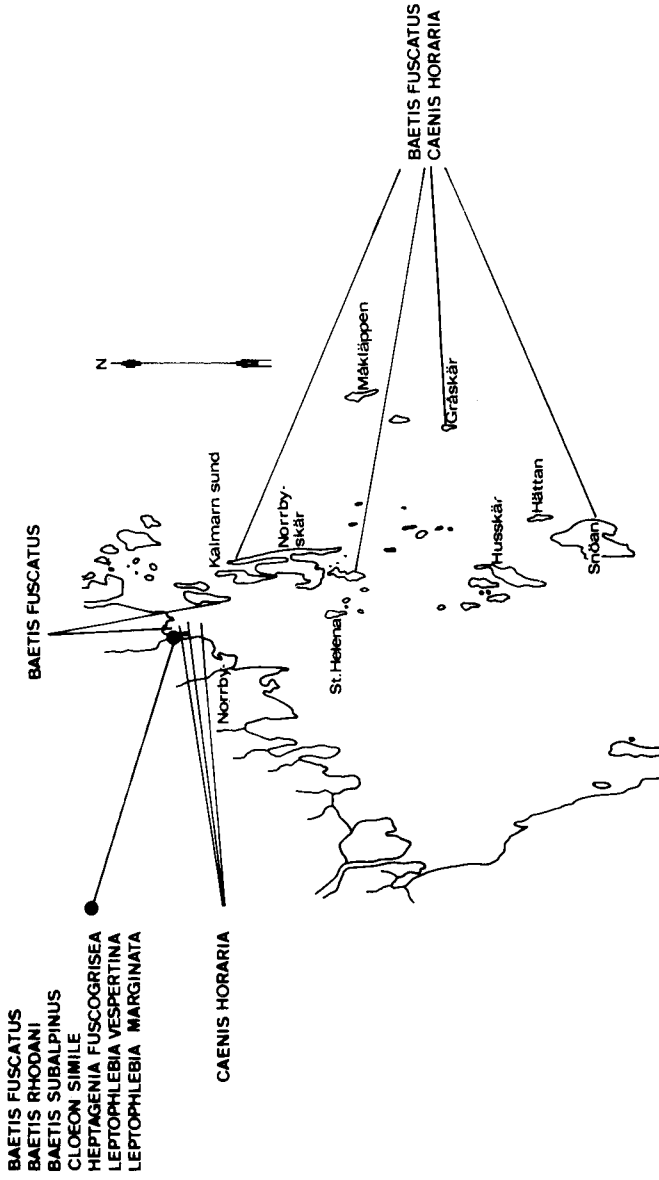 BAETIS FUSCATUS
BAETIS RHODANI
BAETIS SUBALPINUS
CLOEON SIMILE
HEPTAGENIA FUSCOGRISEA
LEPTOPHLEBIA VESPERTINA
LEPTOPHLEBIA MARGINATA
CAENIS HORARIA
BAETIS FUSCATUS
N
Kalmarn sund
Norrby-
skär
Norrby
St. Helena
Måkläppen
Gråskär
Husskär
Hättan
Snöan
BAETIS FUSCATUS
CAENIS HORARIA